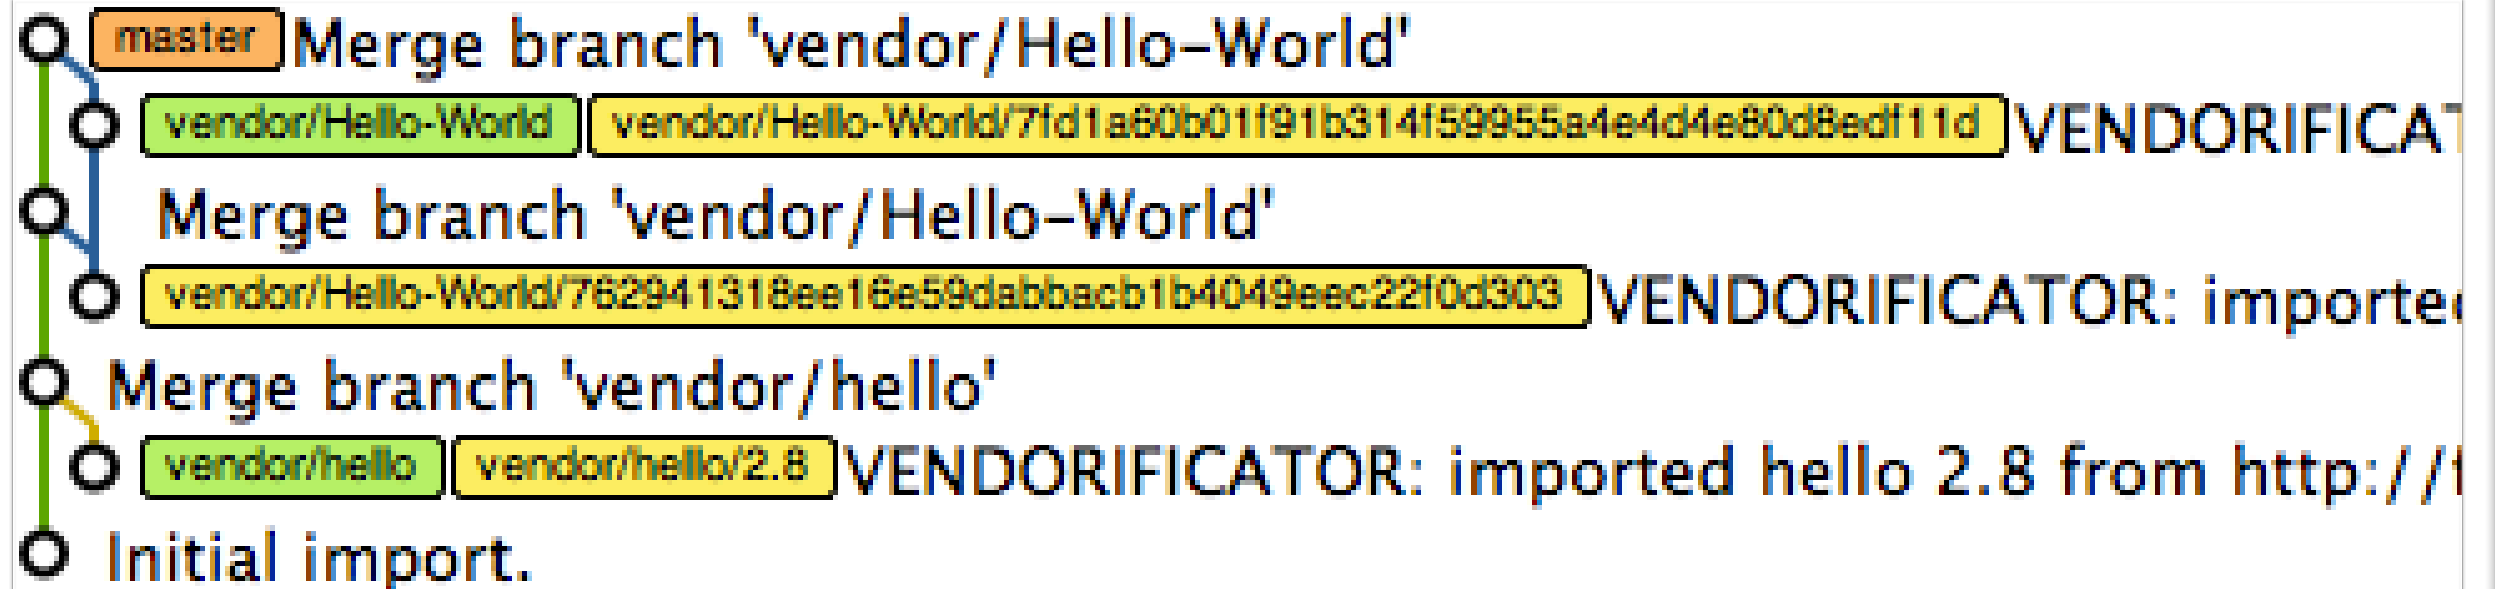 master Merge branch 'vendor/Hello-World'
vendor/Hello-World vendor/Hello-World/7fd1a60b01f91b314f59955a4e4d4e80d8edf11d VENDORIFICAT
Merge branch 'vendor/Hello-World'
vendor/Hello-World/762941318ee16e59dabbacb1b4049eec22f0d303 VENDORIFICATOR: imported
Merge branch 'vendor/hello'
vendor/hello vendor/hello/2.8 VENDORIFICATOR: imported hello 2.8 from http://f
Initial import.